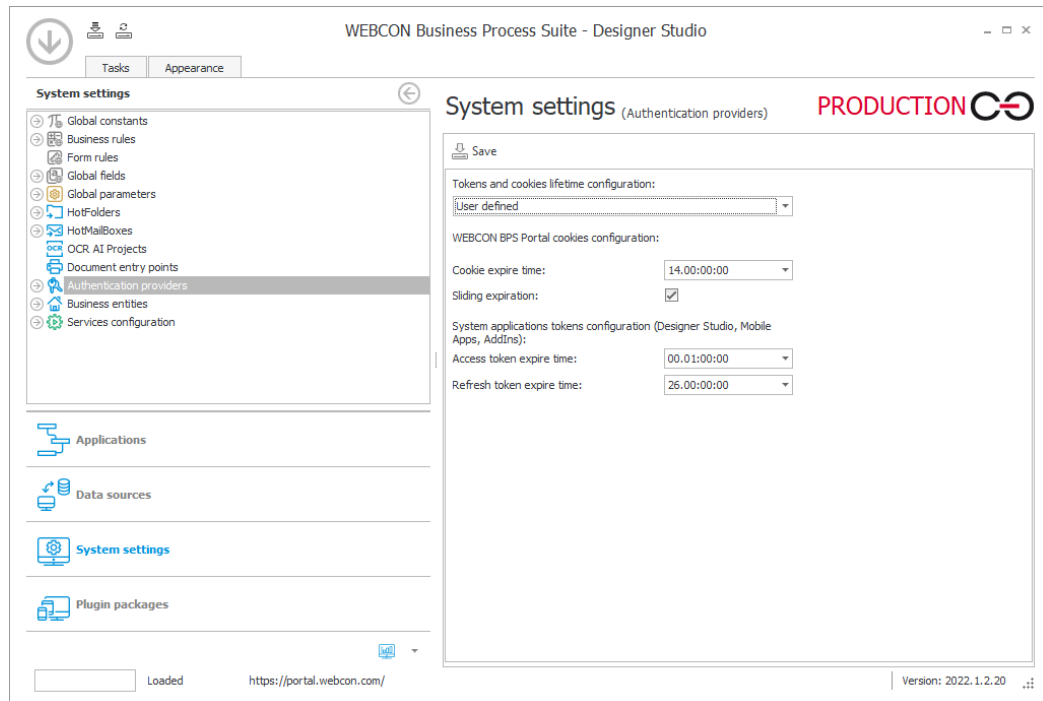 WEBCON Business Process Suite - Designer Studio
Tasks
Appearance
System settings
Global constants
Business rules
Form rules
Global fields
Global parameters
HotFolders
HotMailBoxes
OCR
OCR AI Projects
Document entry points
Authentication providers
Business entities
Services configuration
Applications
Data sources
System settings
Plugin packages
System settings (Authentication providers)
PRODUCTION
Save
Tokens and cookies lifetime configuration:
User defined
WEBCON BPS Portal cookies configuration:
Cookie expire time: 14.00:00:00
Sliding expiration:
System applications tokens configuration (Designer Studio, Mobile
Apps, AddIns):
Access token expire time: 00.01:00:00
Refresh token expire time: 26.00:00:00
Loaded
https://portal.webcon.com/
Version: 2022.1.2.20